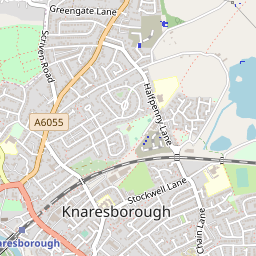 Greengate Lane
Scriven Road
Halfpenny Lane
A6055
Stockwell Lane
Knaresborough
Chain Lane
aresborough